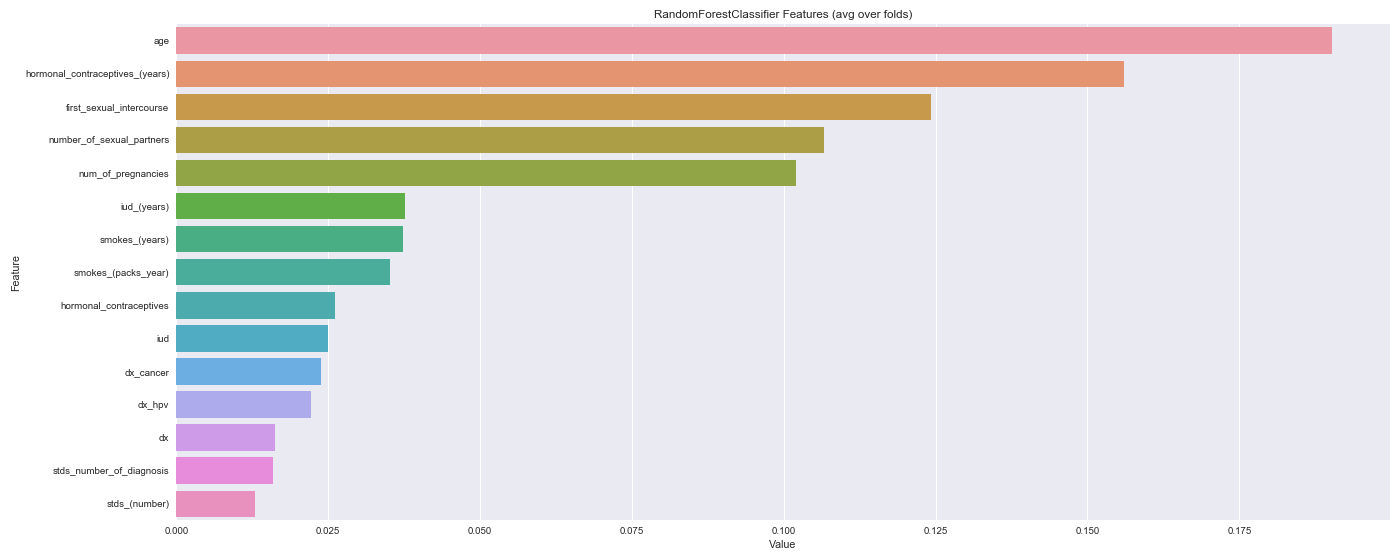 RandomForestClassifier Features (avg over folds)
age
hormonal_contraceptives_(years)
first_sexual_intercourse
number_of_sexual_partners
num_of_pregnancies
iud_(years)
smokes_(years)
smokes_(packs_year)
hormonal_contraceptives
iud
dx_cancer
dx_hpv
dx
stds_number_of_diagnosis
stds_(number)
Feature
0.000 0.025 0.050 0.075 0.100 0.125 0.150 0.175
Value